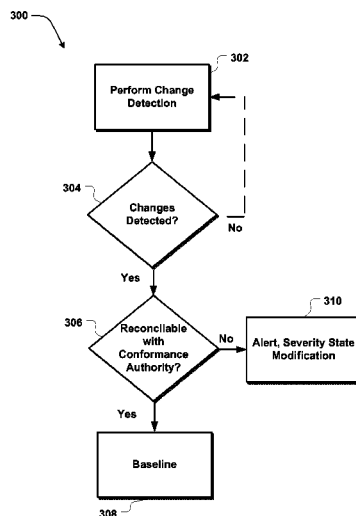 300
302
Perform Change
Detection
304
Changes
Detected?
No
Yes
306
Reconcilable
with
Conformance
Authority?
No
310
Alert, Severity State
Modification
Yes
Baseline
308